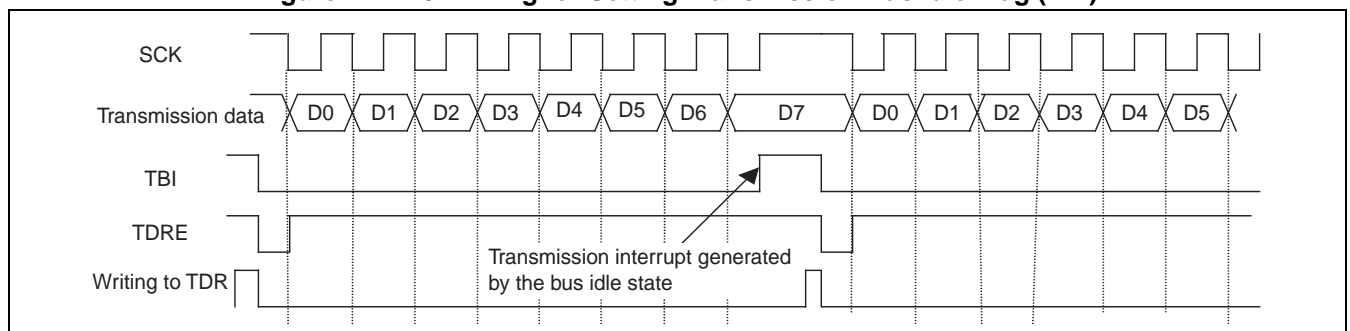 SCK
Transmission data D0 D1 D2 D3 D4 D5 D6 D7 D0 D1 D2 D3 D4 D5
TBI
TDRE
Transmission interrupt generated
by the bus idle state
Writing to TDR